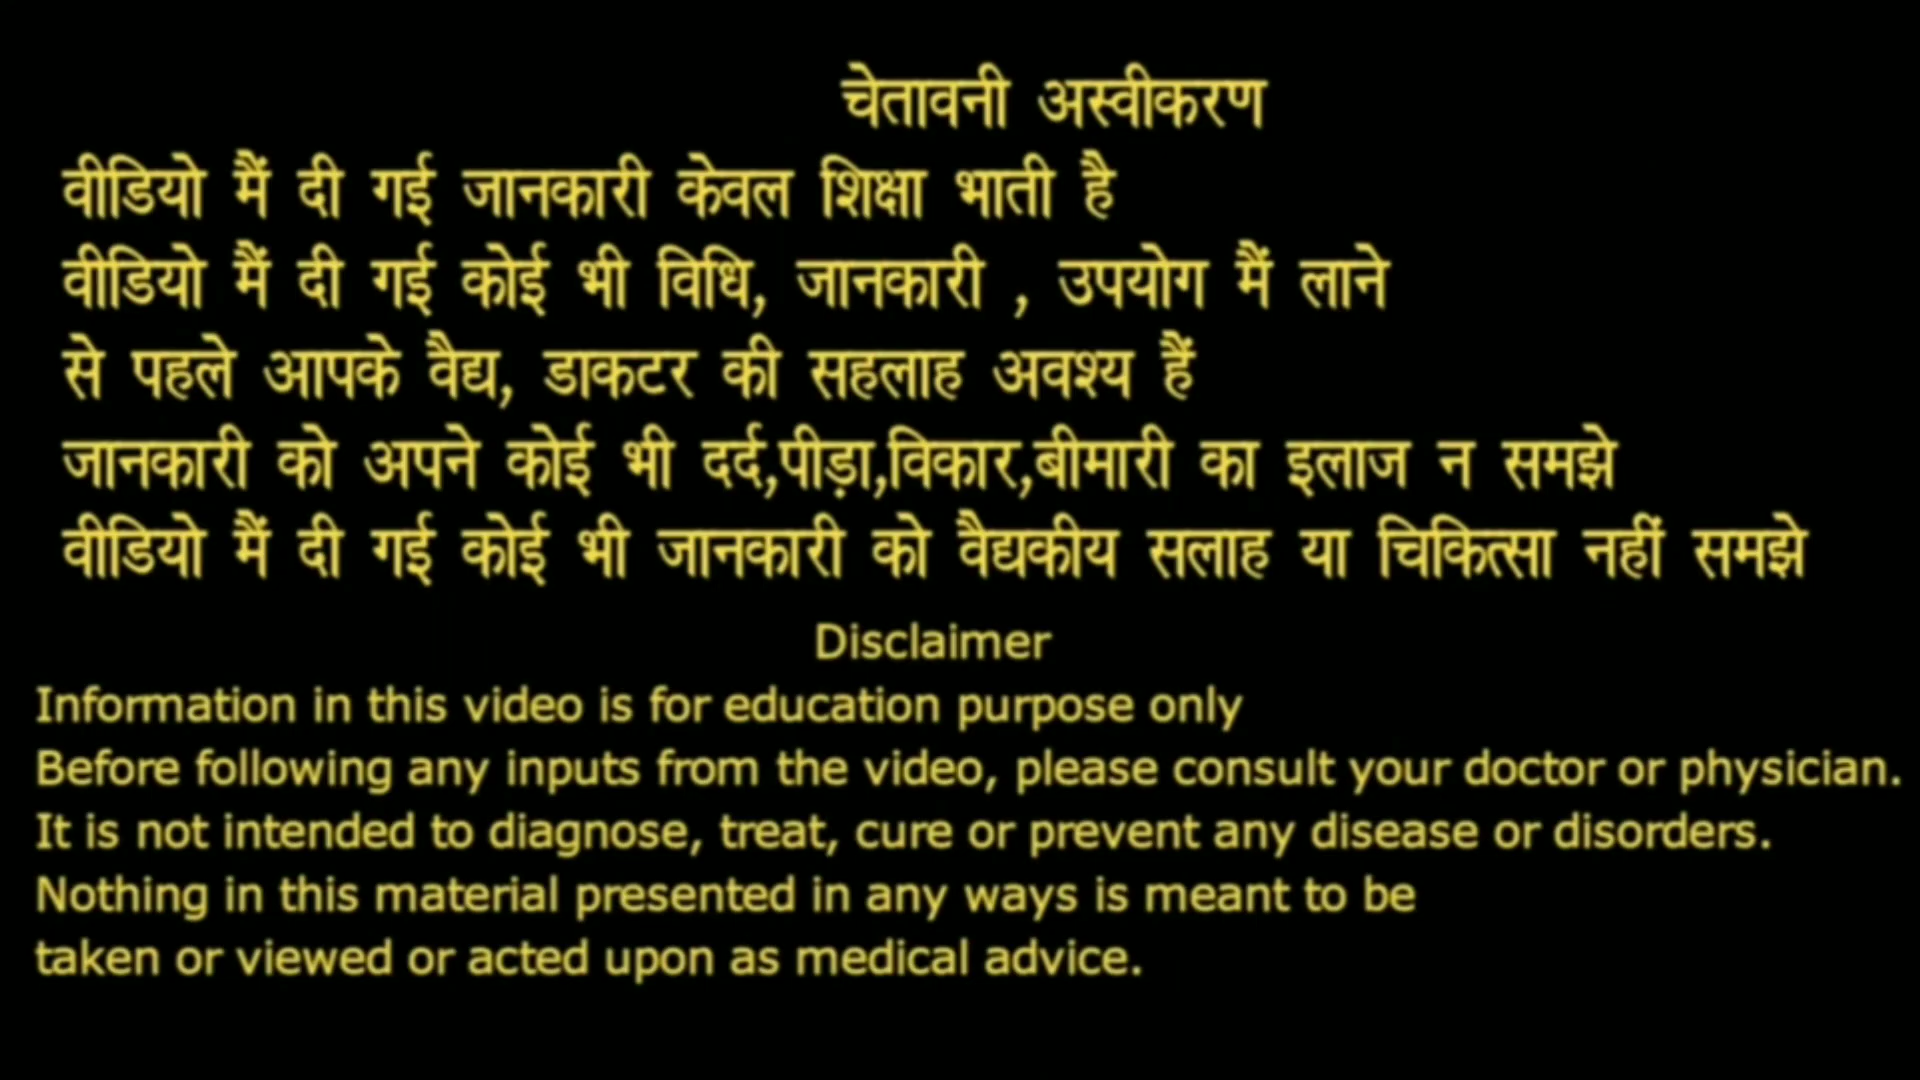 चेतावनी अस्वीकरण
वीडियो मैं दी गई जानकारी केवल शिक्षा भाती है
वीडियो मैं दी गई कोई भी विधि, जानकारी , उपयोग मैं लाने
से पहले आपके वैद्य, डाकटर की सहलाह अवश्य हैं
जानकारी को अपने कोई भी दर्द,पीड़ा,विकार,बीमारी का इलाज न समझे
वीडियो मैं दी गई कोई भी जानकारी को वैद्यकीय सलाह या चिकित्सा नहीं समझे
Disclaimer
Information in this video is for education purpose only
Before following any inputs from the video, please consult your doctor or physician.
It is not intended to diagnose, treat, cure or prevent any disease or disorders.
Nothing in this material presented in any ways is meant to be
taken or viewed or acted upon as medical advice.